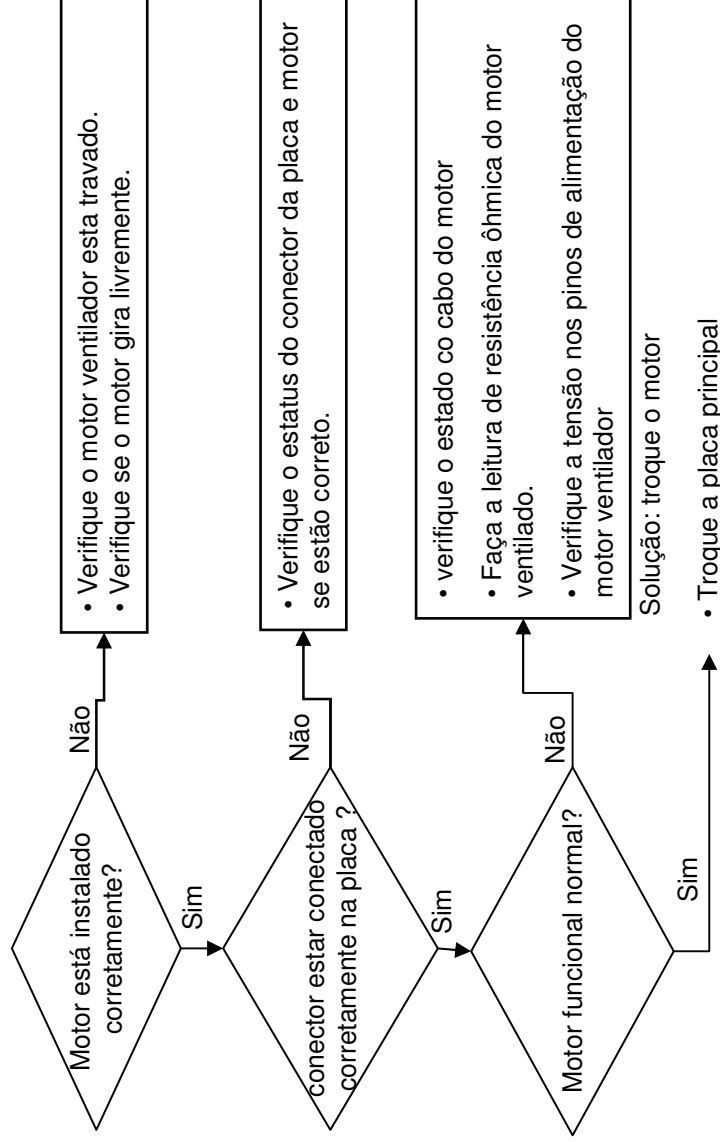 Motor está instalado
corretamente?
Não
• Verifique o motor ventilador esta travado.
• Verifique se o motor gira livremente.
Sim
conector estar conectado
corretamente na placa ?
Não
• Verifique o estatus do conector da placa e motor
se estão correto.
Sim
Motor funcional normal?
Não
• verifique o estado co cabo do motor
• Faça a leitura de resistência ôhmica do motor
ventilado.
• Verifique a tensão nos pinos de alimentação do
motor ventilador
Solução: troque o motor
Sim
• Troque a placa principal